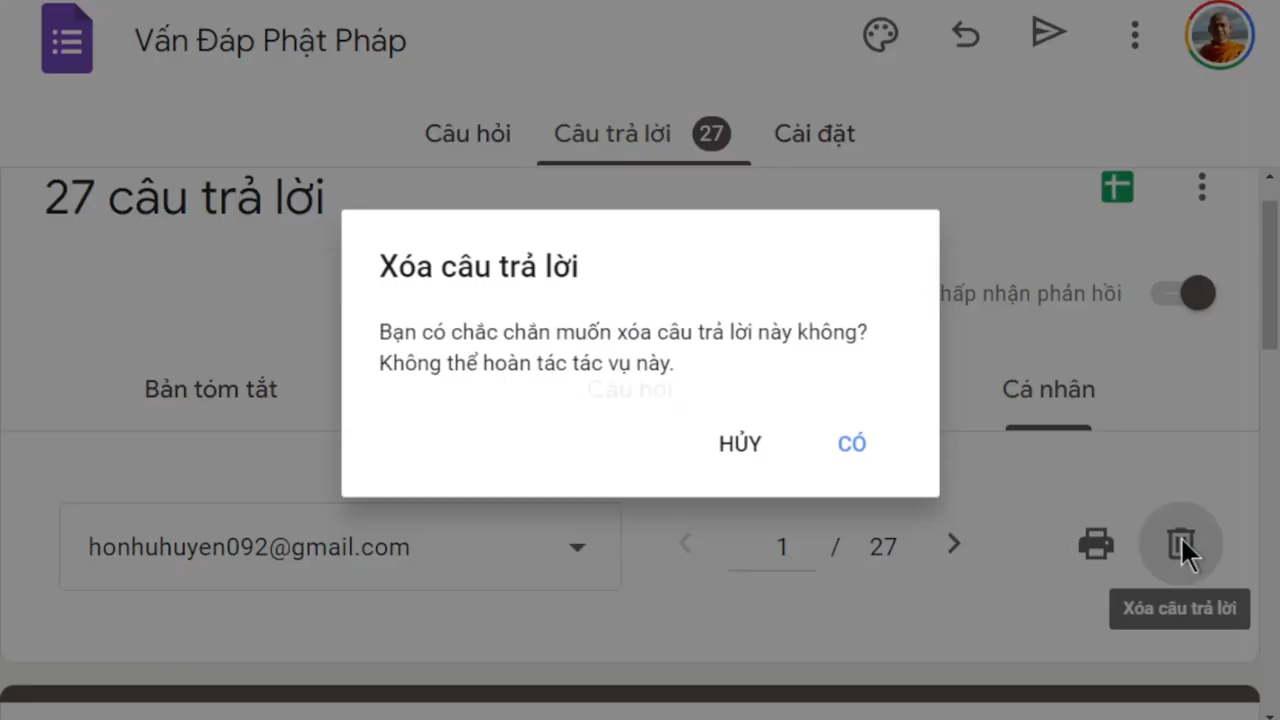 Vấn Đáp Phật Pháp
Câu hỏi
Câu trả lời 27
Cài đặt
27 câu trả lời
hấp nhận phản hồi
Xóa câu trả lời
Bạn có chắc chắn muốn xóa câu trả lời này không?
Không thể hoàn tác tác vụ này.
Bản tóm tắt
Câu hỏi
Cá nhân
HỦY
CÓ
honhuhuyen092@gmail.com
1 / 27
Xóa câu trả lời